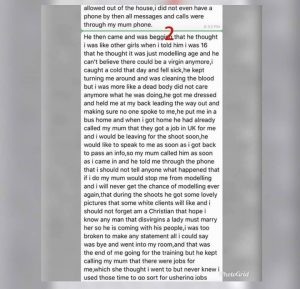 allowed out of the house,i did not even have a
phone by then all messages and calls were
through my mum phone.
2
He then came and was begging that he thought
i was like other girls when i told him i was 16
that he thought it was just modelling age and he
can't believe there could be a virgin anymore,i
caught a cold that day and fell sick,he kept
turning me around and was cleaning the blood
but i was more like a dead body did not care
anymore what he was doing,he got me dressed
and held me at my back leading the way out and
making sure no one spoke to me,he put me in a
bus home and when i got home he had already
called my mum that they got a job in UK for me
and i would be leaving for the shoot soon,he
would like to speak to me as soon as i got back
to pass an info,so my mum called him as soon
as i came in and he told me through the phone
that i should not tell anyone what happened that
if i do my mum would stop me from modelling
and i will never get the chance of modelling ever
again,that during the shoots he got some lovely
pictures that some white clients will like and i
should not forget am a Christian that hope i
know any man that disvirgins a lady must marry
her so he is coming with his people,i was too
broken to make any statement all i could say
was bye and went into my room,and that was
the end of me going for the training but he kept
calling my mum that there were jobs for
me,which she thought i went to but never knew i
used those time to go sort for ushering jobs
PhotoGrid